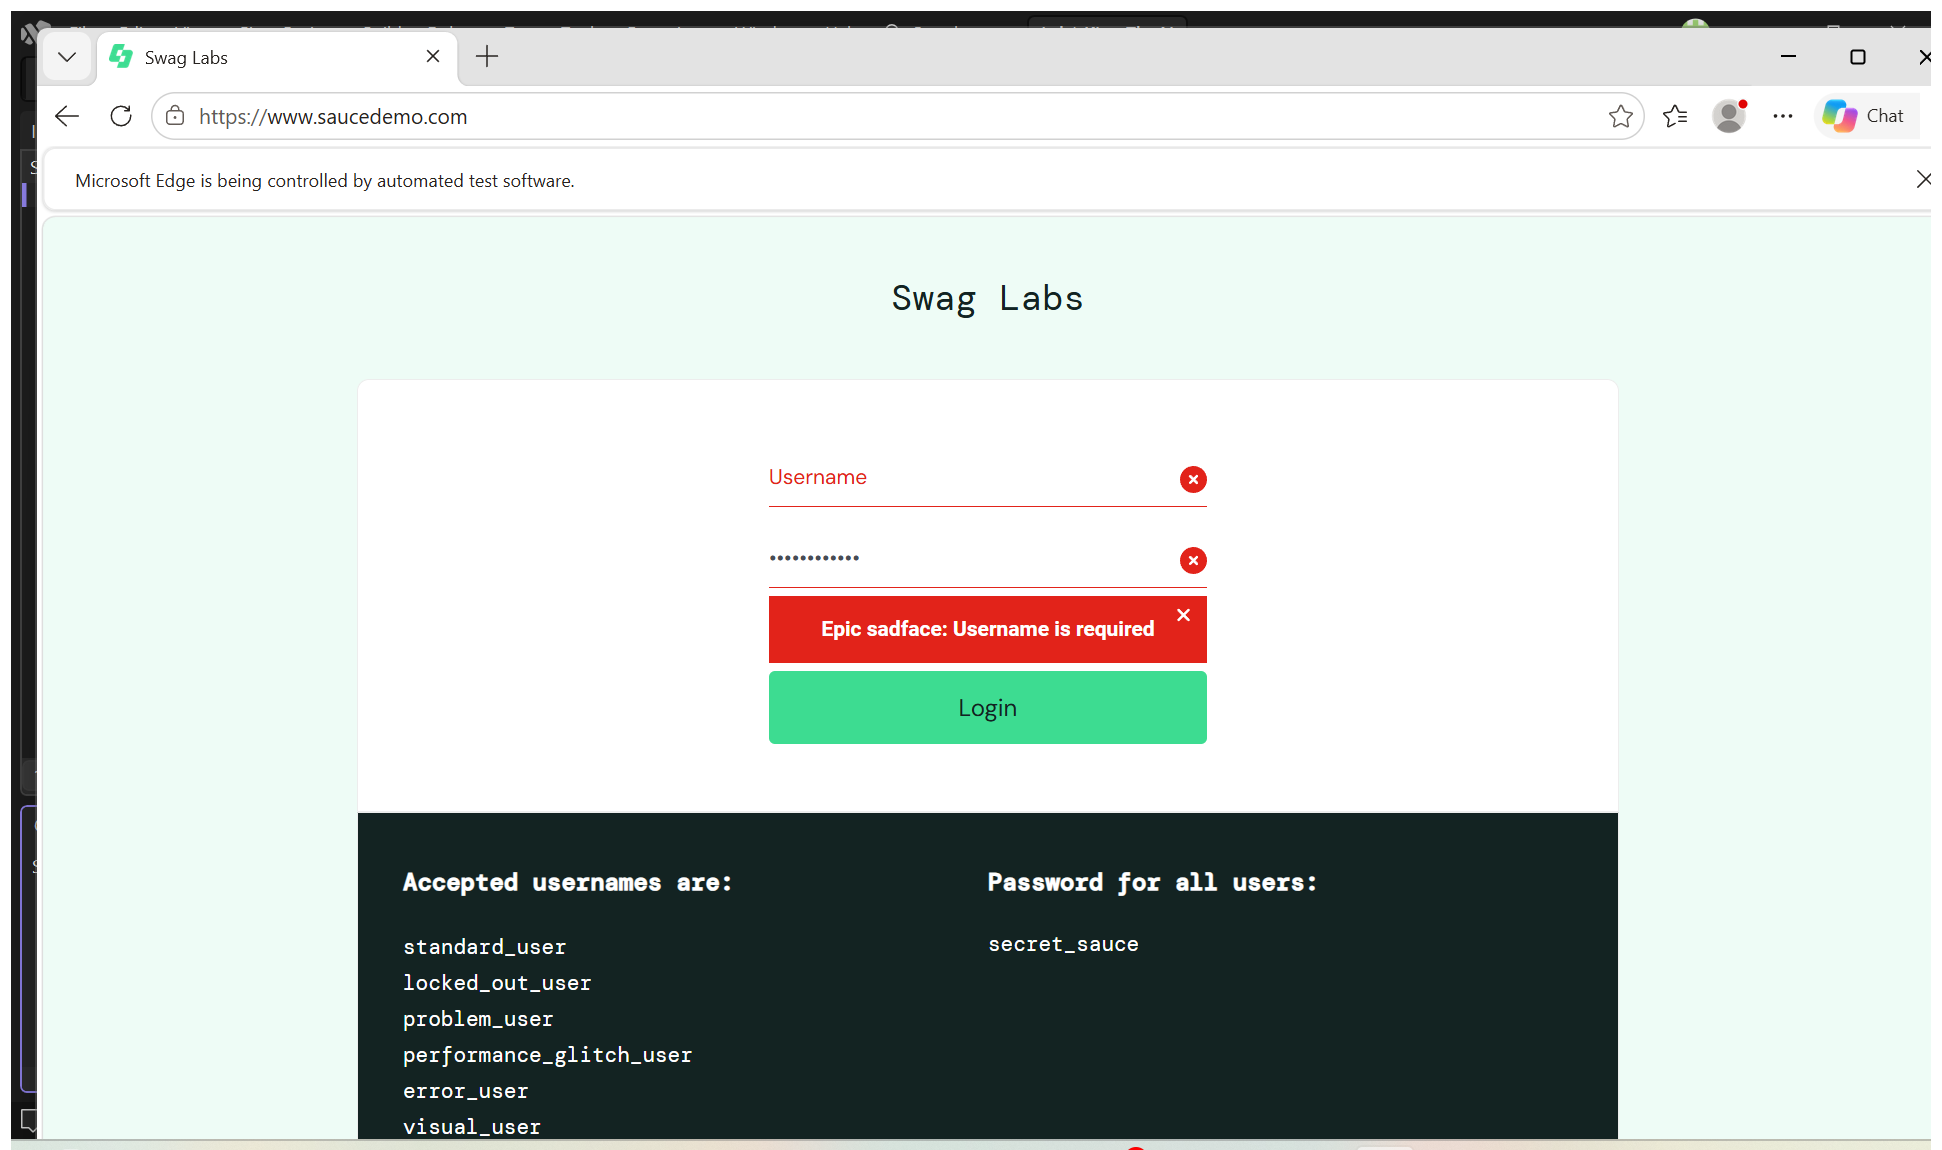 Swag Labs
https://www.saucedemo.com
Chat
Microsoft Edge is being controlled by automated test software.
Swag Labs
Username
••••••••••••
Epic sadface: Username is required
Login
Accepted usernames are:
standard_user
locked_out_user
problem_user
performance_glitch_user
error_user
visual_user
Password for all users:
secret_sauce